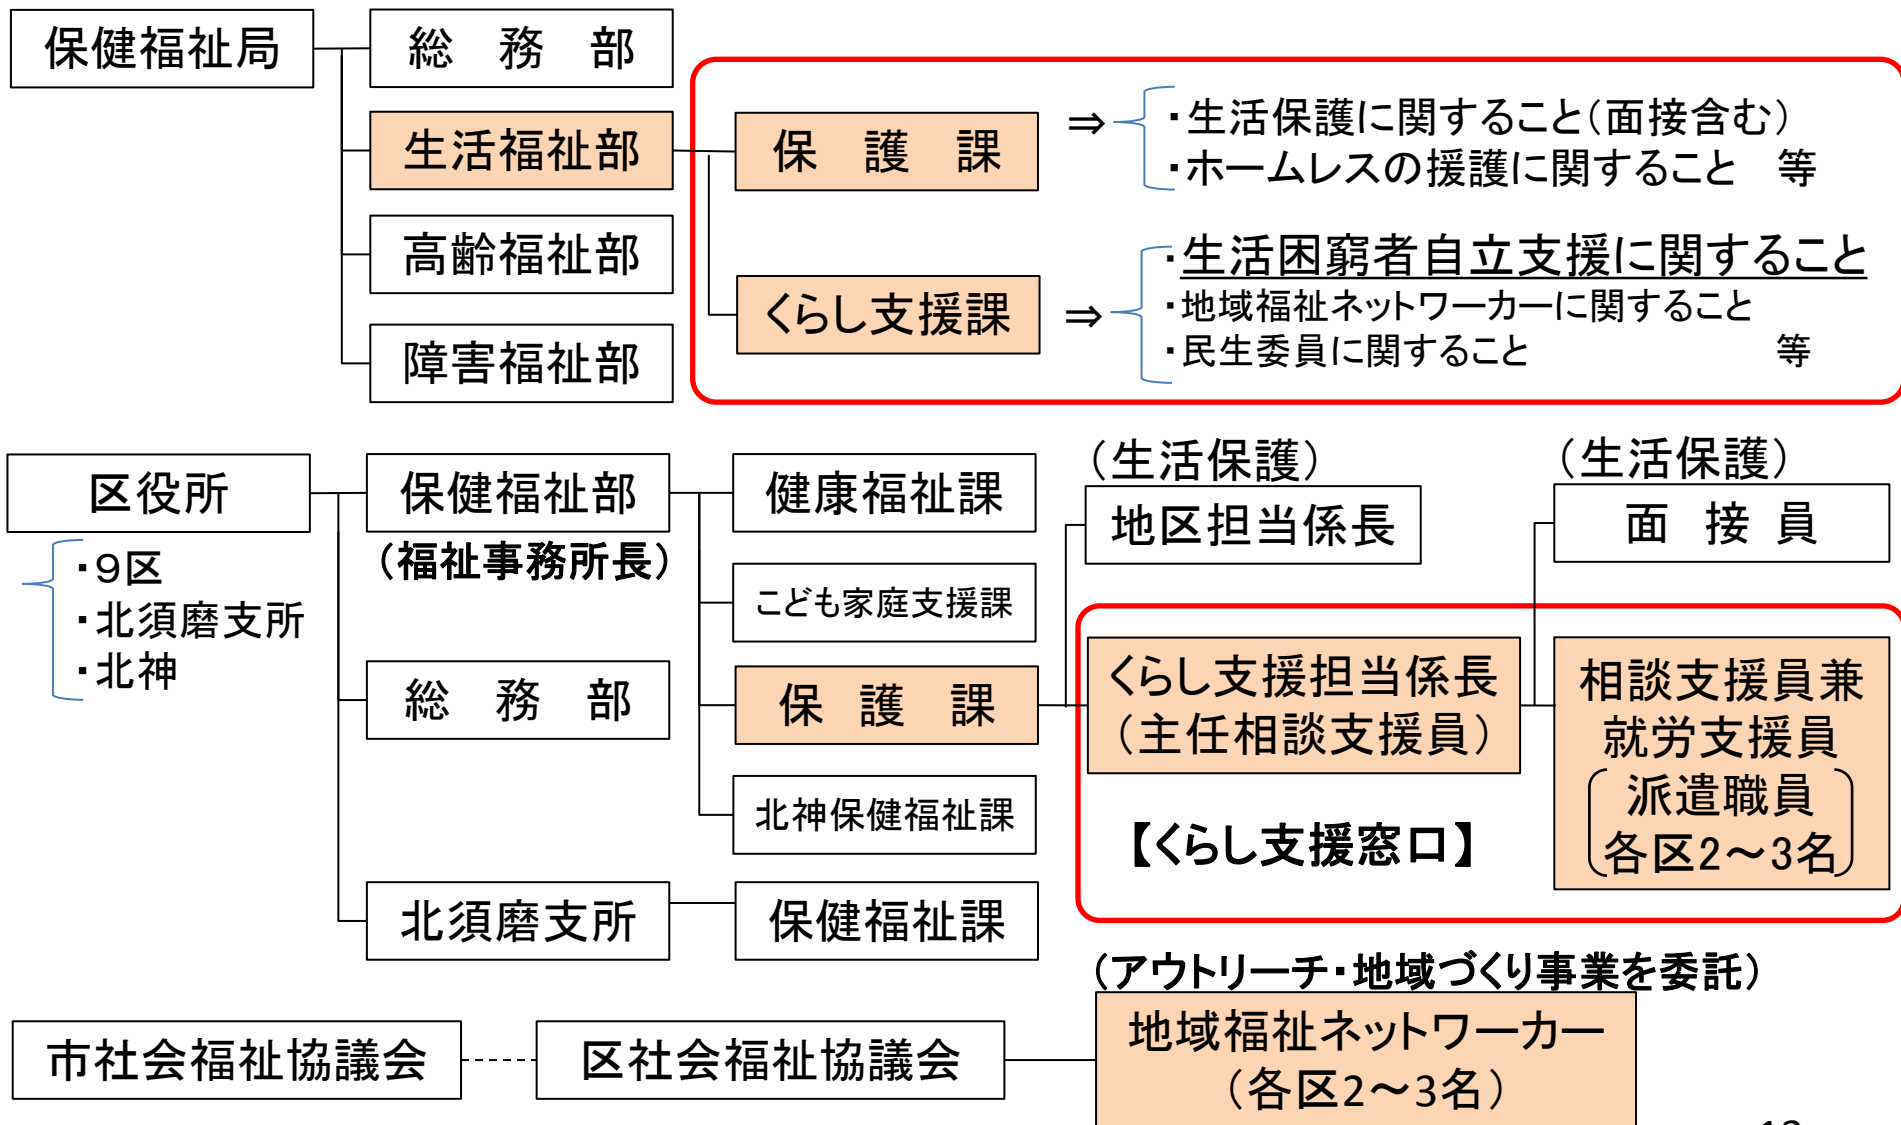 保健福祉局
総　務　部
生活福祉部
高齢福祉部
障害福祉部
保　護　課
⇒
・生活保護に関すること（面接含む）
・ホームレスの援護に関すること　等
くらし支援課
⇒
・生活困窮者自立支援に関すること
・地域福祉ネットワーカーに関すること
・民生委員に関すること　　　　　　　等
区役所
・９区
・北須磨支所
・北神
保健福祉部
（福祉事務所長）
総　務　部
北須磨支所
健康福祉課
こども家庭支援課
保　護　課
北神保健福祉課
保健福祉課
（生活保護）
地区担当係長
くらし支援担当係長
（主任相談支援員）
【くらし支援窓口】
（生活保護）
面　接　員
相談支援員兼
就労支援員
派遣職員
各区2～3名
（アウトリーチ・地域づくり事業を委託）
市社会福祉協議会
区社会福祉協議会
地域福祉ネットワーカー
（各区2～3名）